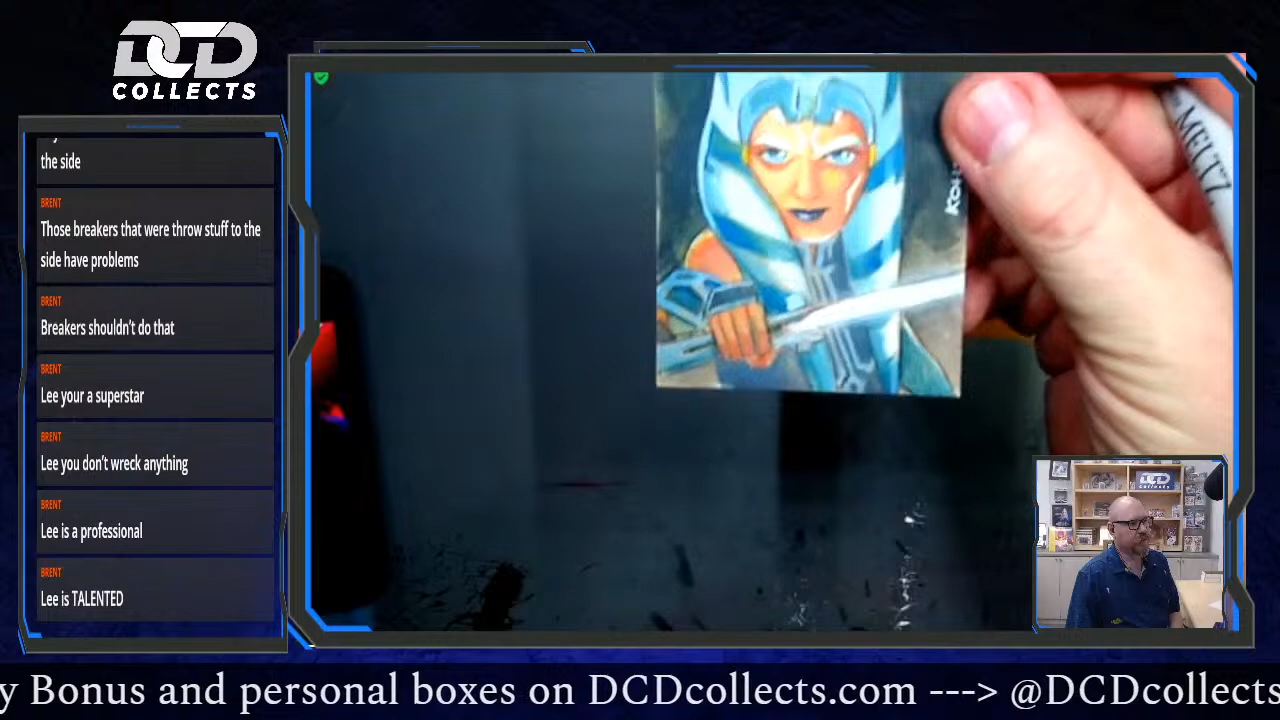 DCD
COLLECTS
the side
BRENT
Those breakers that were throw stuff to the
side have problems
BRENT
Breakers shouldn't do that
BRENT
Lee your a superstar
BRENT
Lee you don't wreck anything
BRENT
Lee is a professional
BRENT
Lee is TALENTED
MELTZ
DCD
y Bonus and personal boxes on DCDcollects.com ---> @DCDcollects